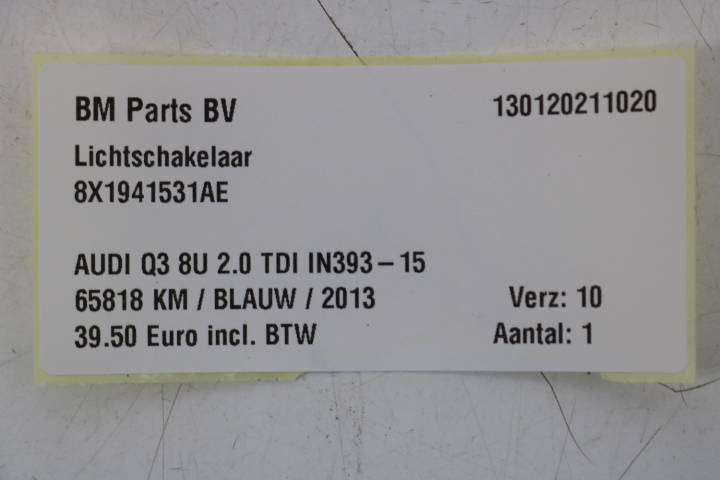 BM Parts BV 130120211020
Lichtschakelaar
8X1941531AE
AUDI Q3 8U 2.0 TDI IN393-15
65818 KM / BLAUW / 2013 Verz: 10
39.50 Euro incl. BTW Aantal: 1